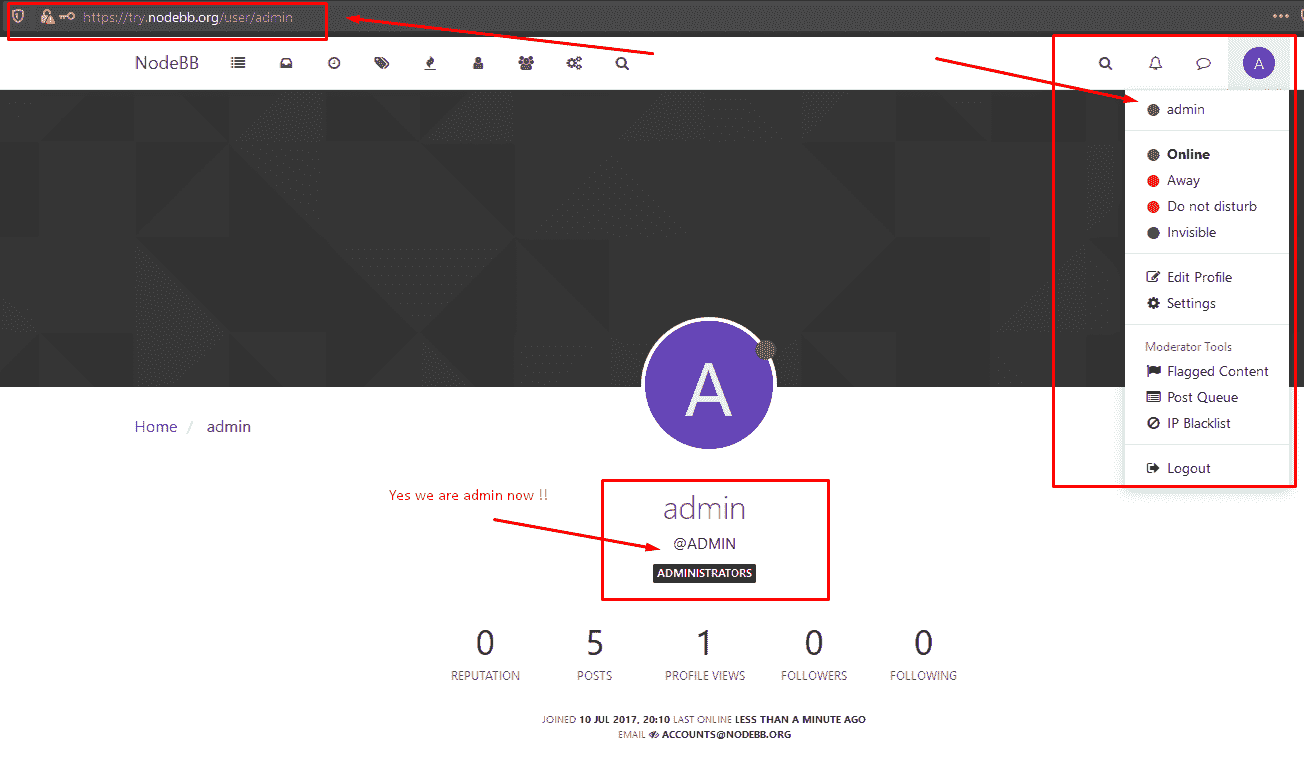 https://try.nodebb.org/user/admin
NodeBB
A
admin
Online
Away
Do not disturb
Invisible
Edit Profile
Settings
Moderator Tools
Flagged Content
Post Queue
IP Blacklist
Logout
A
Home / admin
Yes we are admin now !!
admin
@ADMIN
ADMINISTRATORS
0 5 1 0 0
REPUTATION POSTS PROFILE VIEWS FOLLOWERS FOLLOWING
JOINED 10 JUL 2017, 20:10 LAST ONLINE LESS THAN A MINUTE AGO
EMAIL ACCOUNTS@NODEBB.ORG